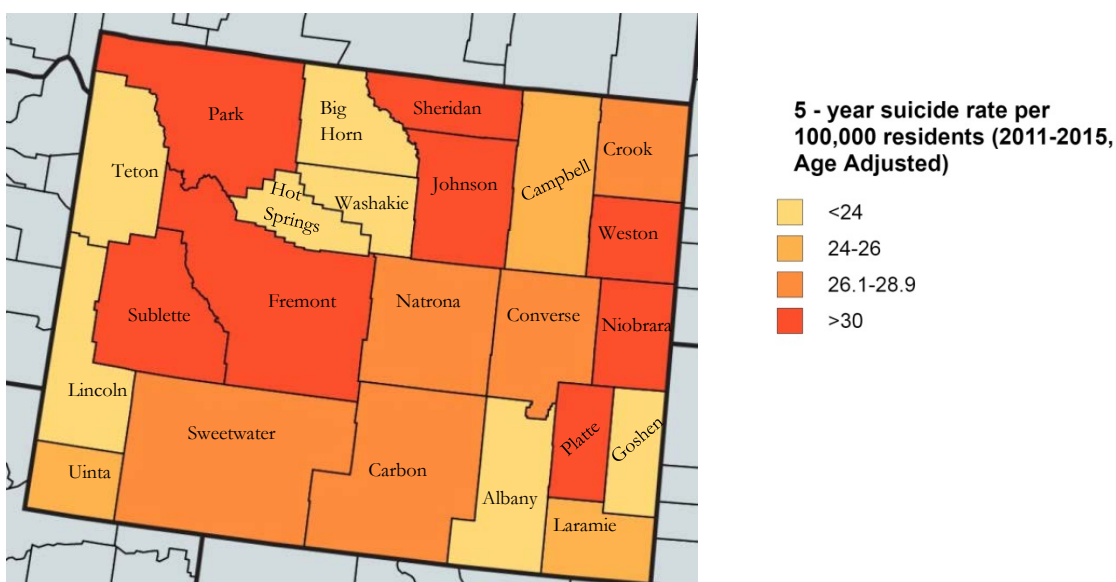 Park
Big
Horn
Sheridan
Teton
Hot
Springs
Washakie
Johnson
Campbell
Crook
Weston
Sublette
Fremont
Natrona
Converse
Niobrara
Lincoln
Sweetwater
Uinta
Carbon
Albany
Platte
Goshen
Laramie
5 - year suicide rate per
100,000 residents (2011-2015,
Age Adjusted)
<24
24-26
26.1-28.9
>30